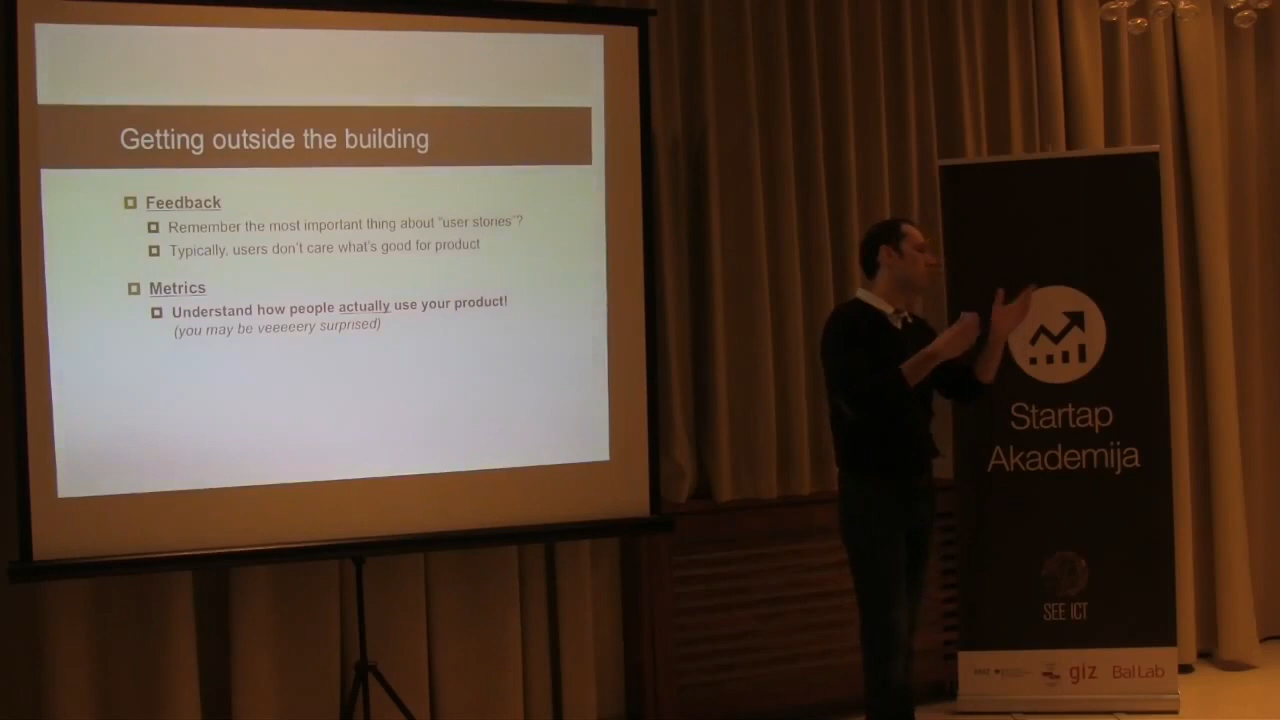 Getting outside the building
Feedback
Remember the most important thing about "user stories"?
Typically, users don't care what's good for product
Metrics
Understand how people actually use your product!
(you may be veeeeery surprised)
Startap
Akademija
SEE ICT
giz
Bal Lab